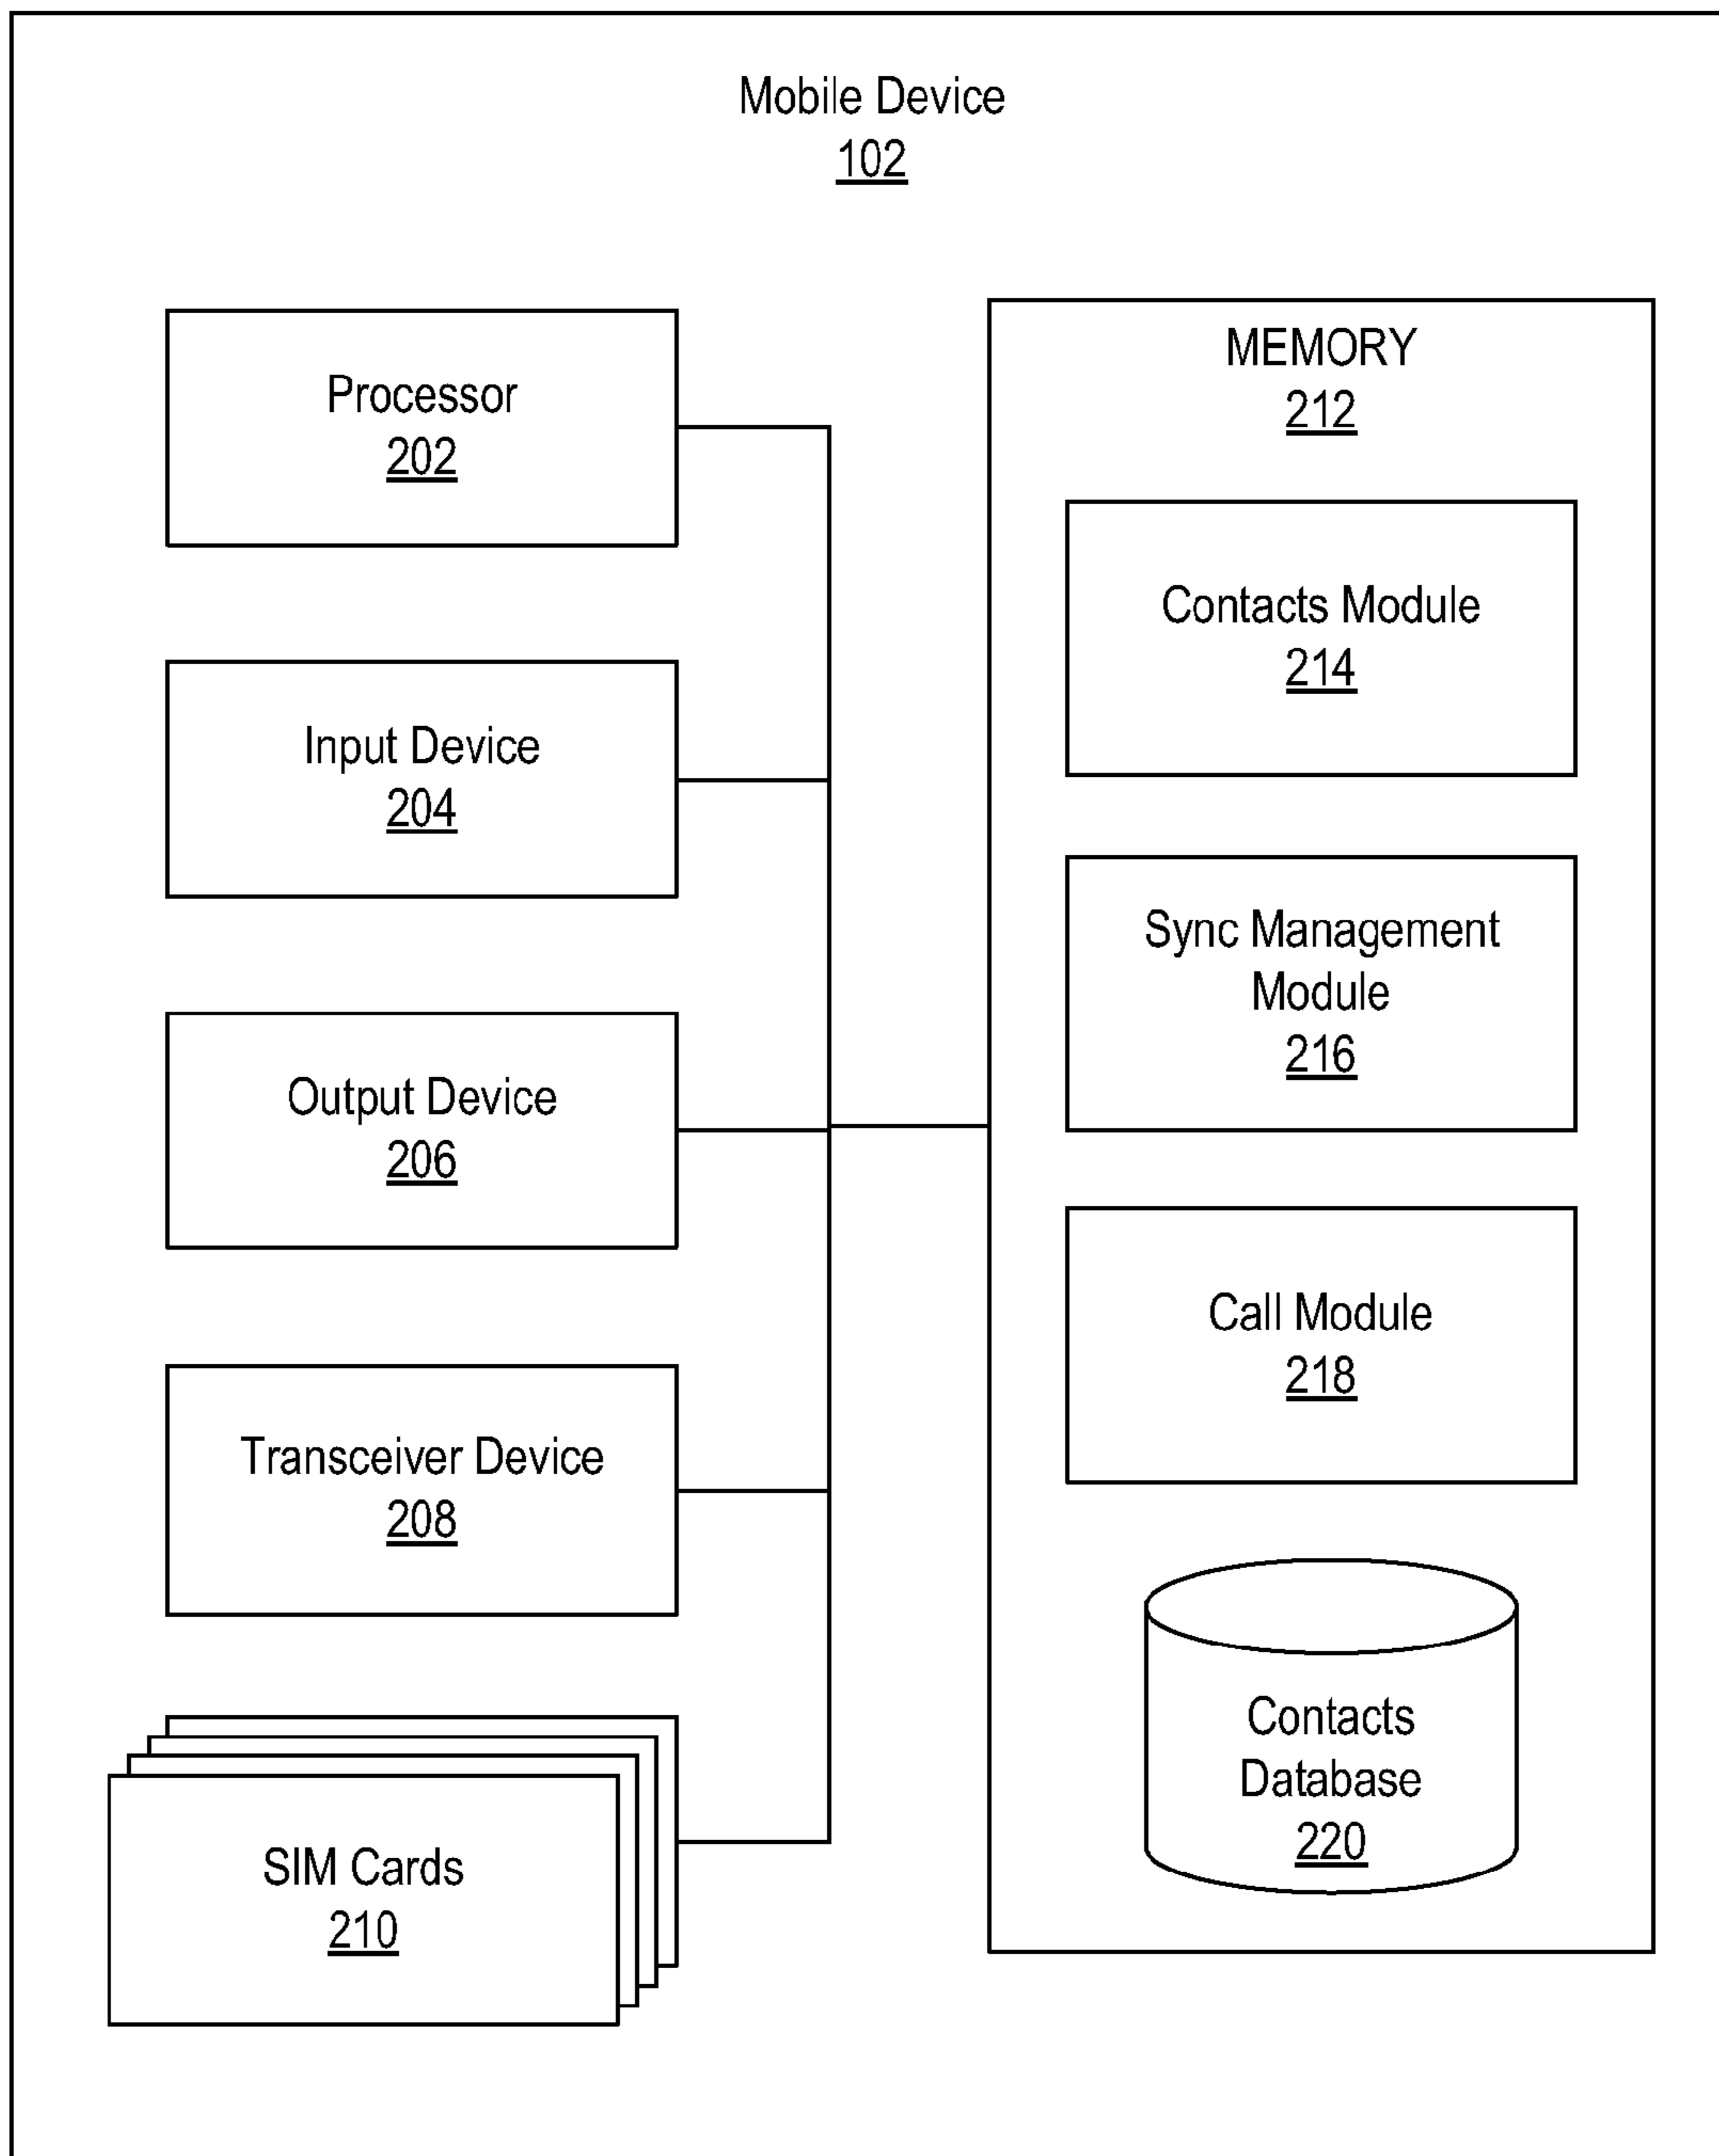 Mobile Device
102
Processor
202
Input Device
204
Output Device
206
Transceiver Device
208
SIM Cards
210
MEMORY
212
Contacts Module
214
Sync Management
Module
216
Call Module
218
Contacts
Database
220